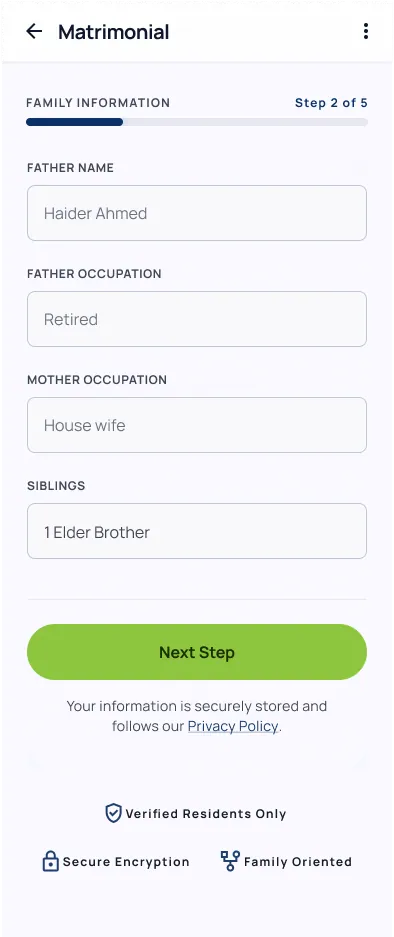 Matrimonial
FAMILY INFORMATION
Step 2 of 5
FATHER NAME
Haider Ahmed
FATHER OCCUPATION
Retired
MOTHER OCCUPATION
House wife
SIBLINGS
1 Elder Brother
Next Step
Your information is securely stored and
follows our Privacy Policy.
Verified Residents Only
Secure Encryption
Family Oriented